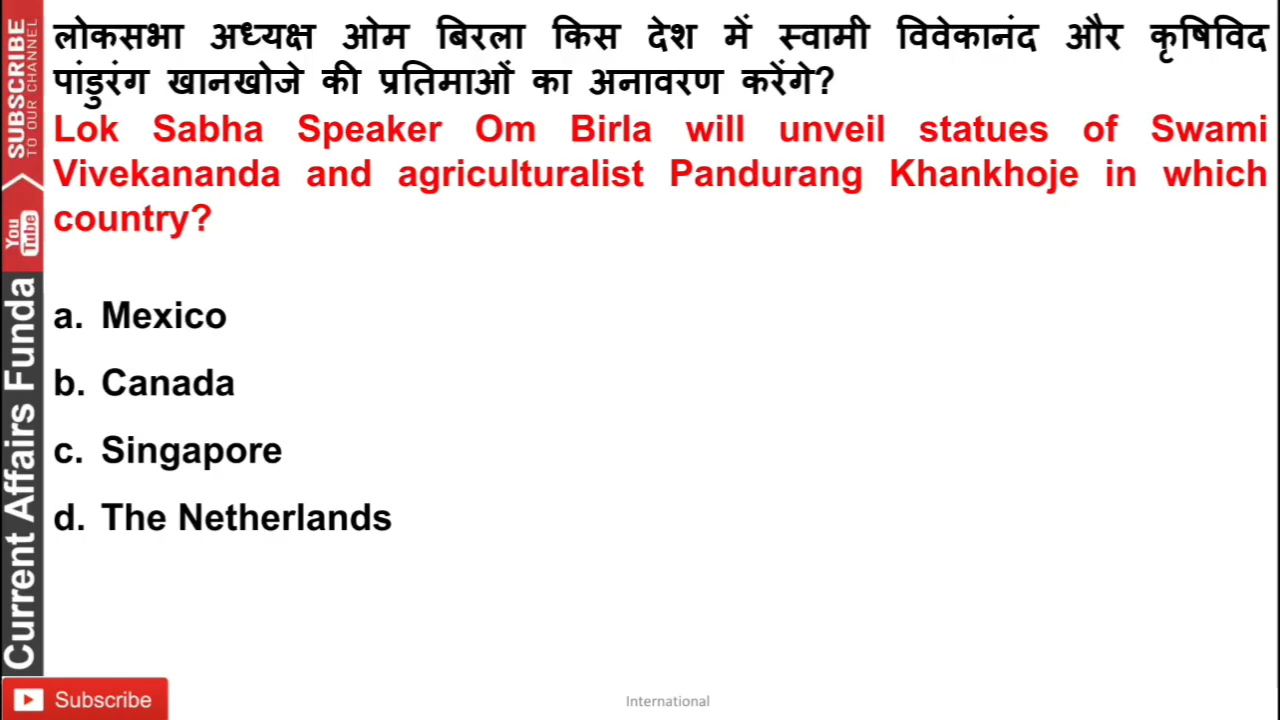 लोकसभा अध्यक्ष ओम बिरला किस देश में स्वामी विवेकानंद और कृषिविद
पांडुरंग खानखोजे की प्रतिमाओं का अनावरण करेंगे?
Lok Sabha Speaker Om Birla will unveil statues of Swami
Vivekananda and agriculturalist Pandurang Khankhoje in which
country?
a. Mexico
b. Canada
c. Singapore
d. The Netherlands
SUBSCRIBE
TO OUR CHANNEL
You
Tube
Current Affairs Funda
Subscribe
International